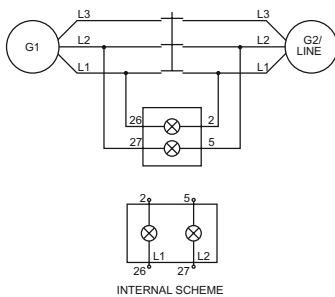 L3 L3
G1 L2 L2 G2/
LINE
L1 L1
26 2
27 5
2 5
L1 L2
26 27
INTERNAL SCHEME